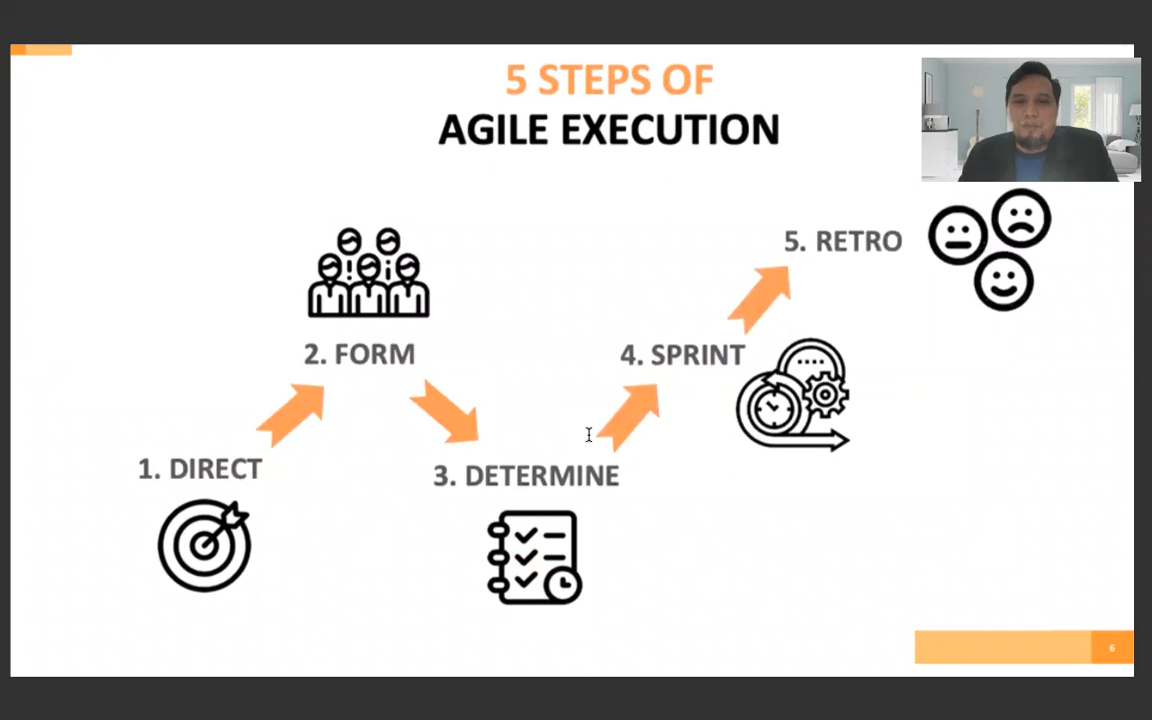 5 STEPS OF
AGILE EXECUTION
5. RETRO
2. FORM
4. SPRINT
1. DIRECT
3. DETERMINE
6